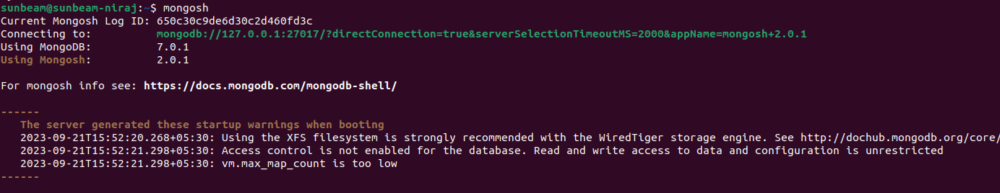 sunbeam@sunbeam-niraj:~$ mongosh
Current Mongosh Log ID: 650c30c9de6d30c2d460fd3c
Connecting to:          mongodb://127.0.0.1:27017/?directConnection=true&serverSelectionTimeoutMS=2000&appName=mongosh+2.0.1
Using MongoDB:          7.0.1
Using Mongosh:          2.0.1
For mongosh info see: https://docs.mongodb.com/mongodb-shell/
------
   The server generated these startup warnings when booting
   2023-09-21T15:52:20.268+05:30: Using the XFS filesystem is strongly recommended with the WiredTiger storage engine. See http://dochub.mongodb.org/core/
   2023-09-21T15:52:21.298+05:30: Access control is not enabled for the database. Read and write access to data and configuration is unrestricted
   2023-09-21T15:52:21.298+05:30: vm.max_map_count is too low
------